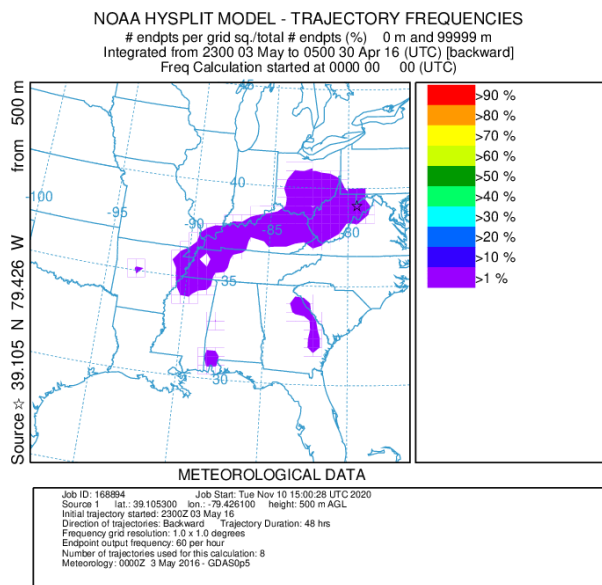 NOAA HYSPLIT MODEL - TRAJECTORY FREQUENCIES
# endpts per grid sq./total # endpts (%) 0 m and 99999 m
Integrated from 2300 03 May to 0500 30 Apr 16 (UTC) [backward]
Freq Calculation started at 0000 00 00 (UTC)
Source ☆ 39.105 N 79.426 W from 500 m
45
-100
-95
-90
40
-85
-80
35
30
-90
>90 %
>80 %
>70 %
>60 %
>50 %
>40 %
>30 %
>20 %
>10 %
>1 %
METEOROLOGICAL DATA
Job ID: 168894 Job Start: Tue Nov 10 15:00:28 UTC 2020
Source 1 lat.: 39.105300 lon.: -79.426100 height: 500 m AGL
Initial trajectory started: 2300Z 03 May 16
Direction of trajectories: Backward Trajectory Duration: 48 hrs
Frequency grid resolution: 1.0 x 1.0 degrees
Endpoint output frequency: 60 per hour
Number of trajectories used for this calculation: 8
Meteorology: 0000Z 3 May 2016 - GDAS0p5